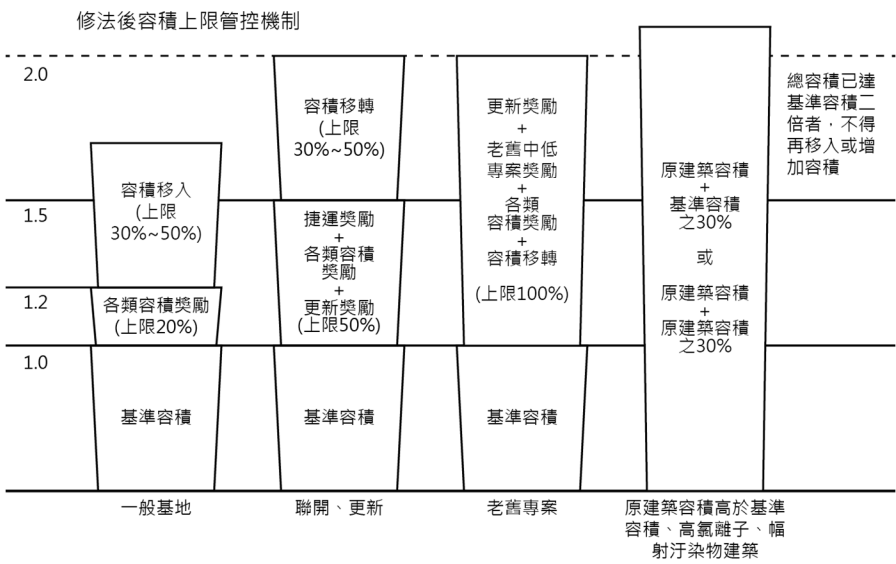 修法後容積上限管控機制
2.0
1.5
1.2
1.0
容積移入
(上限
30%~50%)
各類容積獎勵
(上限20%)
基準容積
一般基地
容積移轉
(上限
30%~50%)
捷運獎勵
+
各類容積
獎勵
+
更新獎勵
(上限50%)
基準容積
聯開、更新
更新獎勵
+
老舊中低
專案獎勵
+
各類
容積獎勵
+
容積移轉
(上限100%)
基準容積
老舊專案
原建築容積
+
基準容積
之30%
或
原建築容積
+
原建築容積
之30%
原建築容積高於基準
容積、高氯離子、幅
射汙染物建築
總容積已達
基準容積二
倍者，不得
再移入或增
加容積